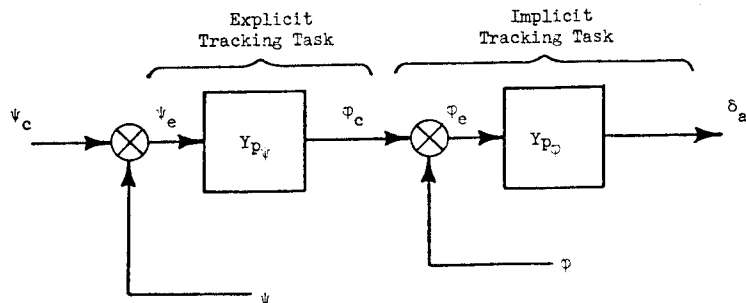 Explicit
Tracking Task
Implicit
Tracking Task
ψc
ψe
Ypψ
φc
φe
Ypφ
δa
ψ
φ